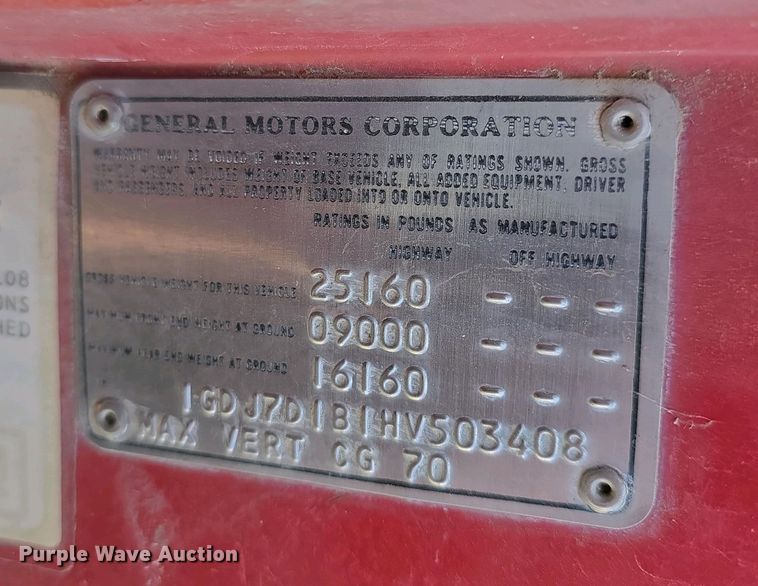 GENERAL MOTORS CORPORATION
WARRANTY MAY BE VOIDED IF WEIGHT EXCEEDS ANY OF RATINGS SHOWN. GROSS
VEHICLE WEIGHT INCLUDES WEIGHT OF BASE VEHICLE, ALL ADDED EQUIPMENT, DRIVER
AND PASSENGERS, AND ALL PROPERTY LOADED INTO OR ONTO VEHICLE.
RATINGS IN POUNDS AS MANUFACTURED
HIGHWAY OFF HIGHWAY
GROSS VEHICLE WEIGHT FOR THIS VEHICLE 25160 - - - -
MAXIMUM FRONT END WEIGHT AT GROUND 09000 - - - -
MAXIMUM REAR END WEIGHT AT GROUND 16160 - - - -
1GDJ7D1B1HV503408
MAX VERT CG 70
.08
ONS
HED
Purple Wave Auction